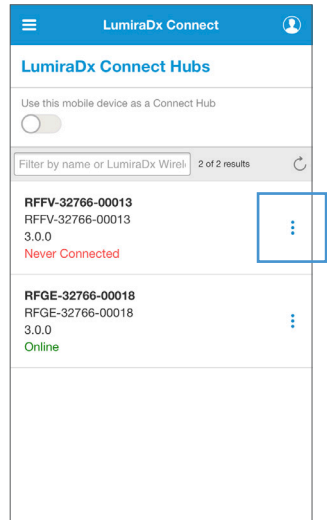 LumiraDx Connect
LumiraDx Connect Hubs
Use this mobile device as a Connect Hub
Filter by name or LumiraDx Wirel
2 of 2 results
RFFV-32766-00013
RFFV-32766-00013
3.0.0
Never Connected
RFGE-32766-00018
RFGE-32766-00018
3.0.0
Online